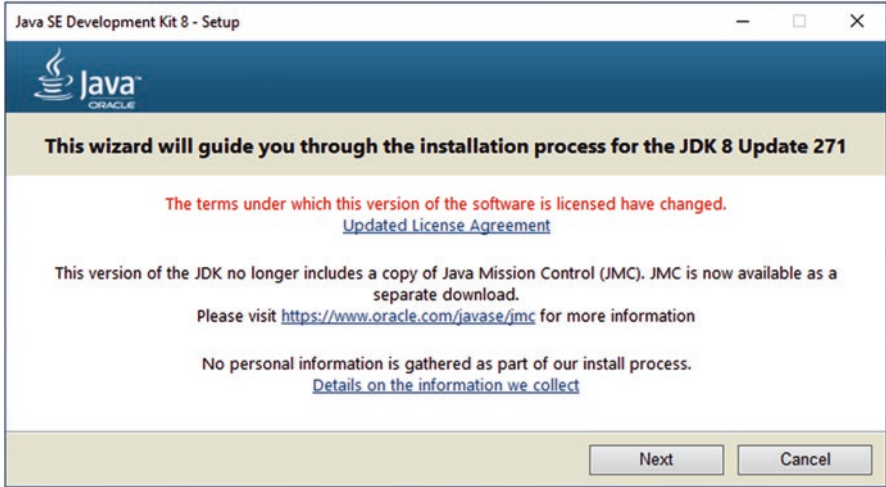 Java SE Development Kit 8 - Setup
Java™
ORACLE
This wizard will guide you through the installation process for the JDK 8 Update 271
The terms under which this version of the software is licensed have changed.
Updated License Agreement
This version of the JDK no longer includes a copy of Java Mission Control (JMC). JMC is now available as a
separate download.
Please visit https://www.oracle.com/javase/jmc for more information
No personal information is gathered as part of our install process.
Details on the information we collect
Next Cancel